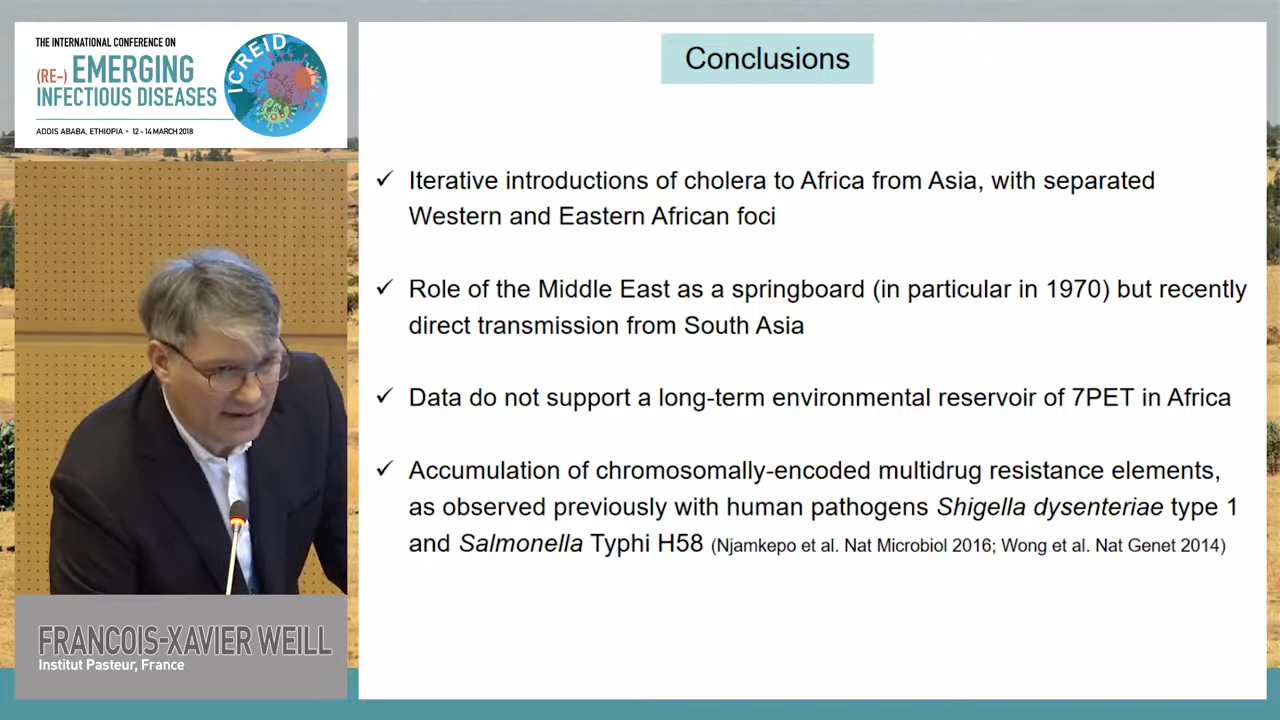 THE INTERNATIONAL CONFERENCE ON
(RE-) EMERGING
INFECTIOUS DISEASES
ADDIS ABABA, ETHIOPIA • 12 - 14 MARCH 2018
ICREID
FRANCOIS-XAVIER WEILL
Institut Pasteur, France
Conclusions
✓ Iterative introductions of cholera to Africa from Asia, with separated
Western and Eastern African foci
✓ Role of the Middle East as a springboard (in particular in 1970) but recently
direct transmission from South Asia
✓ Data do not support a long-term environmental reservoir of 7PET in Africa
✓ Accumulation of chromosomally-encoded multidrug resistance elements,
as observed previously with human pathogens Shigella dysenteriae type 1
and Salmonella Typhi H58 (Njamkepo et al. Nat Microbiol 2016; Wong et al. Nat Genet 2014)